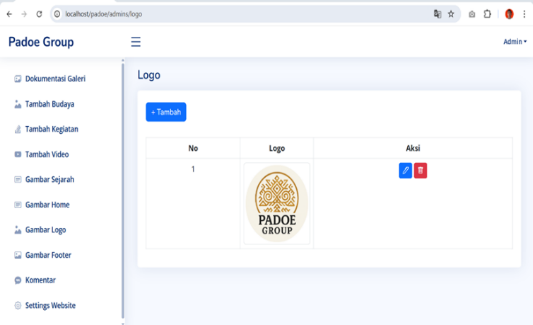 localhost/padoe/admins/logo
Padoe Group
Admin
Dokumentasi Galeri
Tambah Budaya
Tambah Kegiatan
Tambah Video
Gambar Sejarah
Gambar Home
Gambar Logo
Gambar Footer
Komentar
Settings Website
Logo
+ Tambah
No Logo Aksi
1
PADOE
GROUP